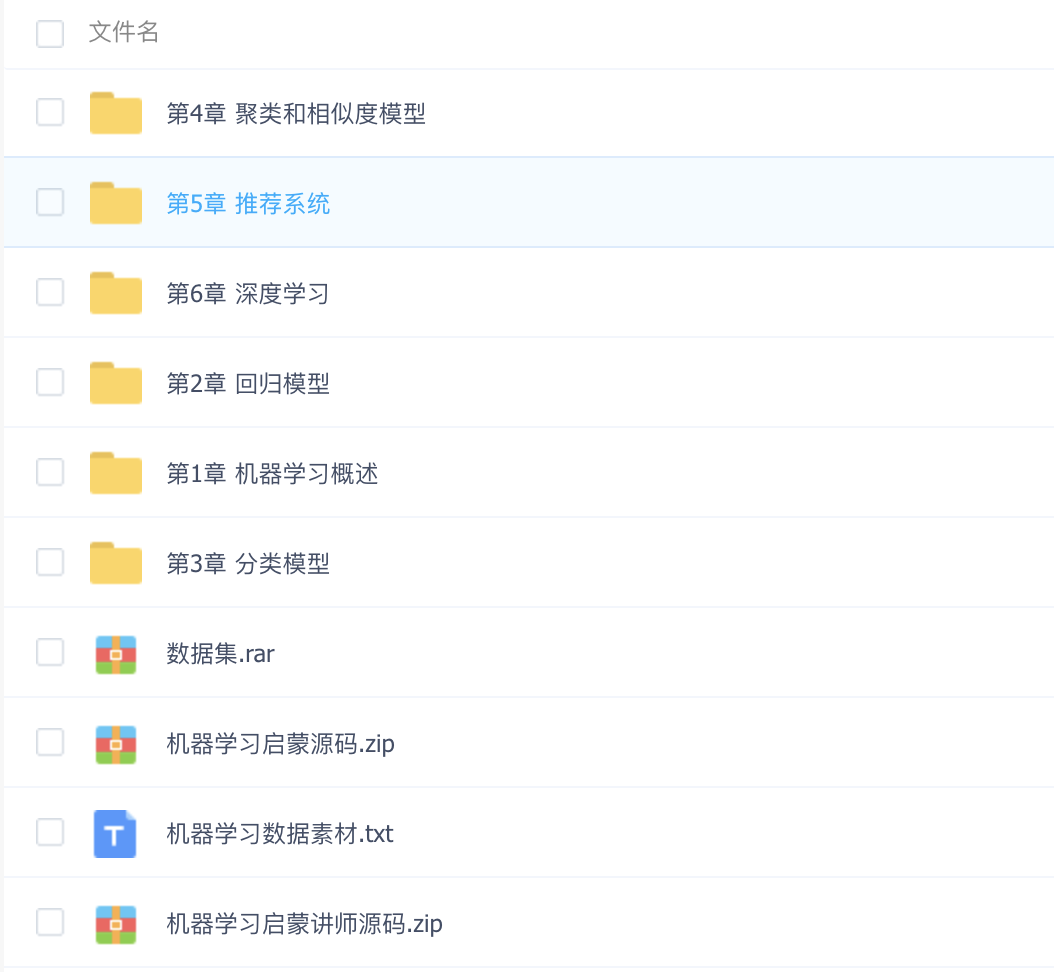 文件名
第4章 聚类和相似度模型
第5章 推荐系统
第6章 深度学习
第2章 回归模型
第1章 机器学习概述
第3章 分类模型
数据集.rar
机器学习启蒙源码.zip
T
机器学习数据素材.txt
机器学习启蒙讲师源码.zip